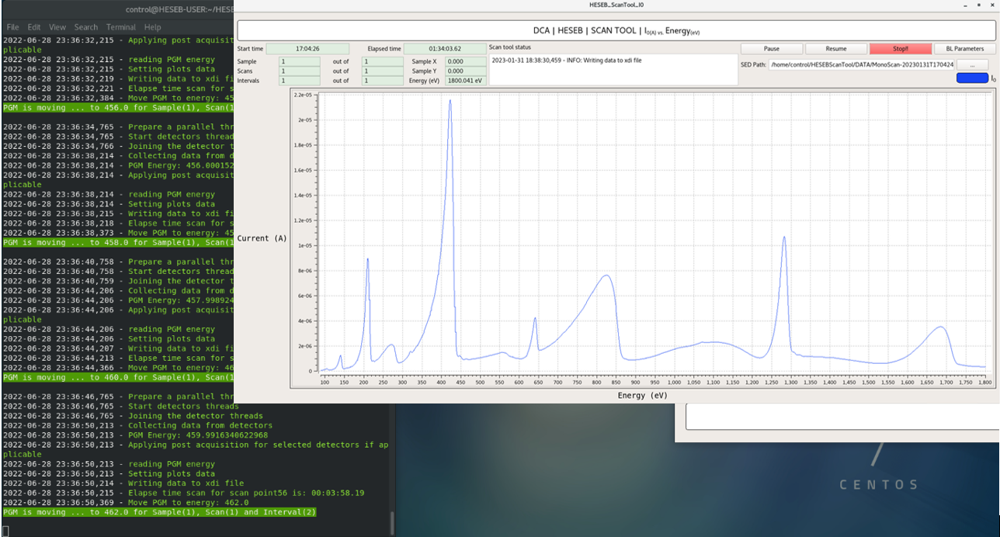 control@HESEB-USER:~/HESE
File Edit View Search Terminal Help
2022-06-28 23:36:32,215 - Applying post acquisit
plicable
2022-06-28 23:36:32,215 - reading PGM energy
2022-06-28 23:36:32,215 - Setting plots data
2022-06-28 23:36:32,219 - Writing data to xdi fi
2022-06-28 23:36:32,221 - Elapse time scan for s
2022-06-28 23:36:32,384 - Move PGM to energy: 45
PGM is moving ... to 456.0 for Sample(1), Scan(1
2022-06-28 23:36:34,765 - Prepare a parallel thr
2022-06-28 23:36:34,765 - Start detectors thread
2022-06-28 23:36:34,766 - Joining the detector t
2022-06-28 23:36:38,214 - Collecting data from d
2022-06-28 23:36:38,214 - PGM Energy: 456.000152
2022-06-28 23:36:38,214 - Applying post acquisit
plicable
2022-06-28 23:36:38,214 - reading PGM energy
2022-06-28 23:36:38,214 - Setting plots data
2022-06-28 23:36:38,215 - Writing data to xdi fi
2022-06-28 23:36:38,218 - Elapse time scan for s
2022-06-28 23:36:38,373 - Move PGM to energy: 45
PGM is moving ... to 458.0 for Sample(1), Scan(1
2022-06-28 23:36:40,758 - Prepare a parallel thr
2022-06-28 23:36:40,758 - Start detectors thread
2022-06-28 23:36:40,759 - Joining the detector t
2022-06-28 23:36:44,206 - Collecting data from d
2022-06-28 23:36:44,206 - PGM Energy: 457.998924
2022-06-28 23:36:44,206 - Applying post acquisit
plicable
2022-06-28 23:36:44,206 - reading PGM energy
2022-06-28 23:36:44,206 - Setting plots data
2022-06-28 23:36:44,207 - Writing data to xdi fi
2022-06-28 23:36:44,213 - Elapse time scan for s
2022-06-28 23:36:44,366 - Move PGM to energy: 46
PGM is moving ... to 460.0 for Sample(1), Scan(1
2022-06-28 23:36:46,765 - Prepare a parallel thr
2022-06-28 23:36:46,765 - Start detectors threads
2022-06-28 23:36:46,765 - Joining the detector threads
2022-06-28 23:36:50,213 - Collecting data from detectors
2022-06-28 23:36:50,213 - PGM Energy: 459.9916340622968
2022-06-28 23:36:50,213 - Applying post acquisition for selected detectors if ap
plicable
2022-06-28 23:36:50,213 - reading PGM energy
2022-06-28 23:36:50,213 - Setting plots data
2022-06-28 23:36:50,214 - Writing data to xdi file
2022-06-28 23:36:50,215 - Elapse time scan for scan point56 is: 00:03:58.19
2022-06-28 23:36:50,369 - Move PGM to energy: 462.0
PGM is moving ... to 462.0 for Sample(1), Scan(1) and Interval(2)
HESEB_ScanTool_I0
DCA | HESEB | SCAN TOOL | I0(A) vs. Energy(eV)
Start time 17:04:26 Elapsed time 01:34:03.62 Scan tool status Pause Resume Stop!! BL Parameters
Sample 1 out of 1 Sample X 0.000 2023-01-31 18:38:30,459 - INFO: Writing data to xdi file
Scans 1 out of 1 Sample Y 0.000 SED Path: /home/control/HESEBScanTool/DATA/MonoScan-20230131T170424 ...
Intervals 1 out of 1 Energy (eV) 1800.041 eV I0
2.2e-05
2e-05
1.8e-05
1.6e-05
1.4e-05
1.2e-05
1e-05
8e-06
6e-06
4e-06
2e-06
0
Current (A)
100 150 200 250 300 350 400 450 500 550 600 650 700 750 800 850 900 950 1,000 1,050 1,100 1,150 1,200 1,250 1,300 1,350 1,400 1,450 1,500 1,550 1,600 1,650 1,700 1,750 1,800
Energy (eV)
7
CENTOS